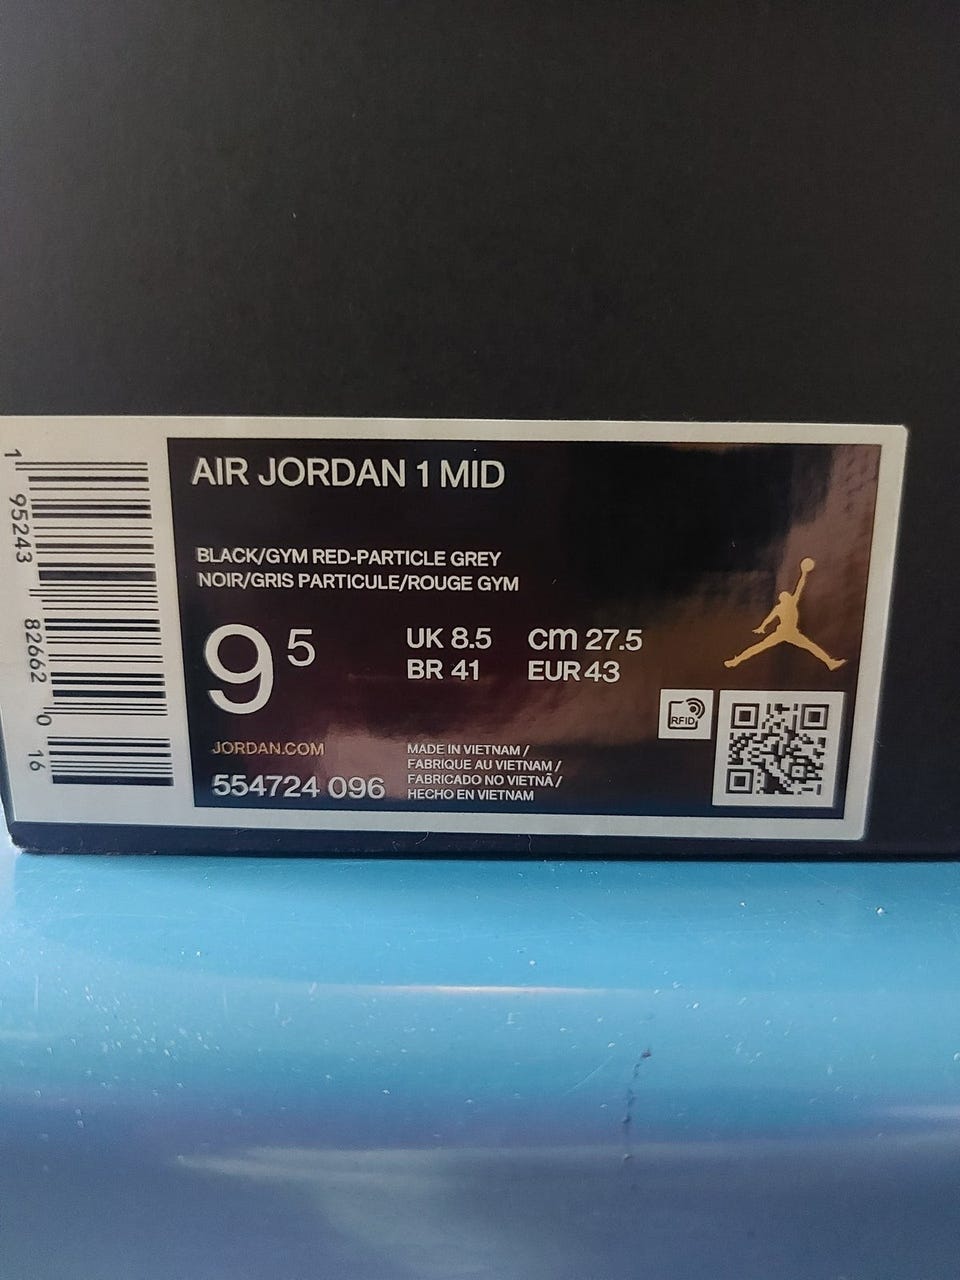 AIR JORDAN 1 MID
BLACK/GYM RED-PARTICLE GREY
NOIR/GRIS PARTICULE/ROUGE GYM
9 5
UK 8.5 cm 27.5
BR 41 EUR 43
RFID
JORDAN.COM
554724 096
MADE IN VIETNAM /
FABRIQUE AU VIETNAM /
FABRICADO NO VIETNÃ /
HECHO EN VIETNAM
1 95243 82662 0 16